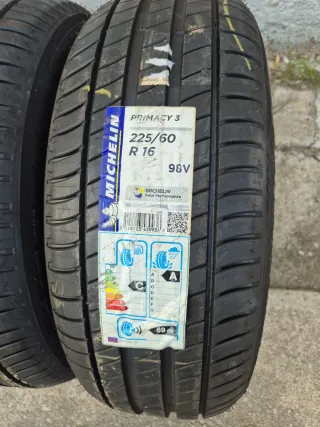 MICHELIN
PRIMACY 3
225/60
R 16
98V
MICHELIN
Total Performance
C
A
69